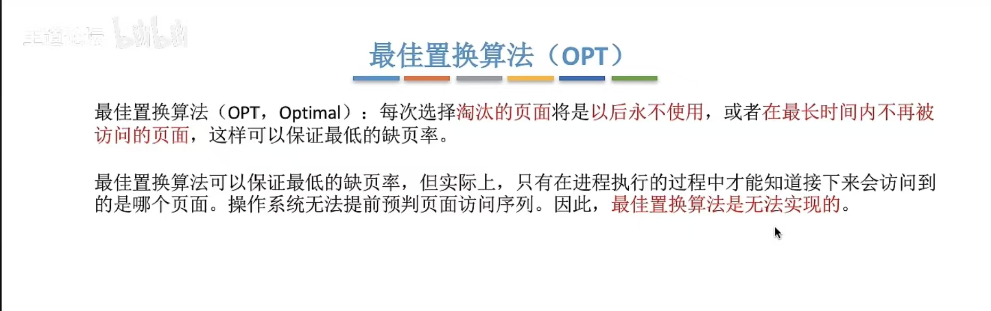 bilibili
最佳置换算法（OPT）
最佳置换算法（OPT，Optimal）：每次选择淘汰的页面将是以后永不使用，或者在最长时间内不再被
访问的页面，这样可以保证最低的缺页率。
最佳置换算法可以保证最低的缺页率，但实际上，只有在进程执行的过程中才能知道接下来会访问到
的是哪个页面。操作系统无法提前预判页面访问序列。因此，最佳置换算法是无法实现的。